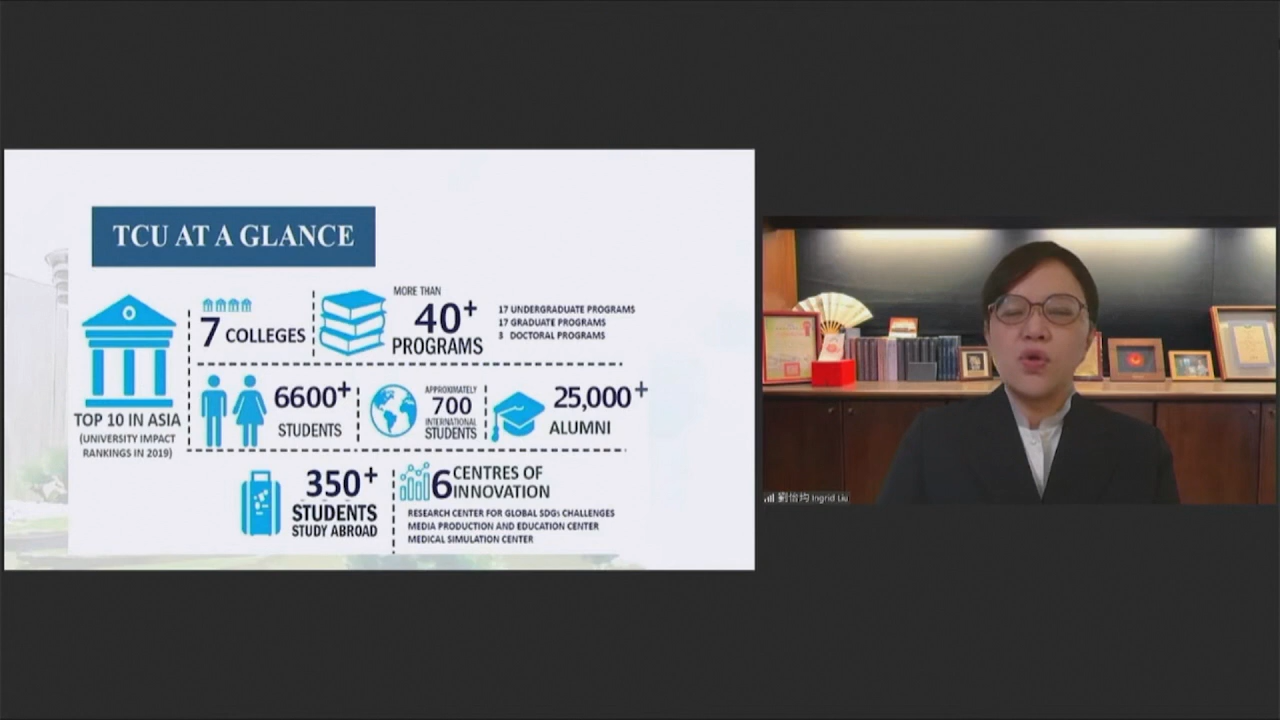 TCU AT A GLANCE
TOP 10 IN ASIA
(UNIVERSITY IMPACT
RANKINGS IN 2019)
7 COLLEGES
MORE THAN
40+
PROGRAMS
17 UNDERGRADUATE PROGRAMS
17 GRADUATE PROGRAMS
3 DOCTORAL PROGRAMS
6600+
STUDENTS
APPROXIMATELY
700
INTERNATIONAL
STUDENTS
25,000+
ALUMNI
350+
STUDENTS
STUDY ABROAD
6 CENTRES OF
INNOVATION
RESEARCH CENTER FOR GLOBAL SDGs CHALLENGES
MEDIA PRODUCTION AND EDUCATION CENTER
MEDICAL SIMULATION CENTER
劉怡均 Ingrid Liu